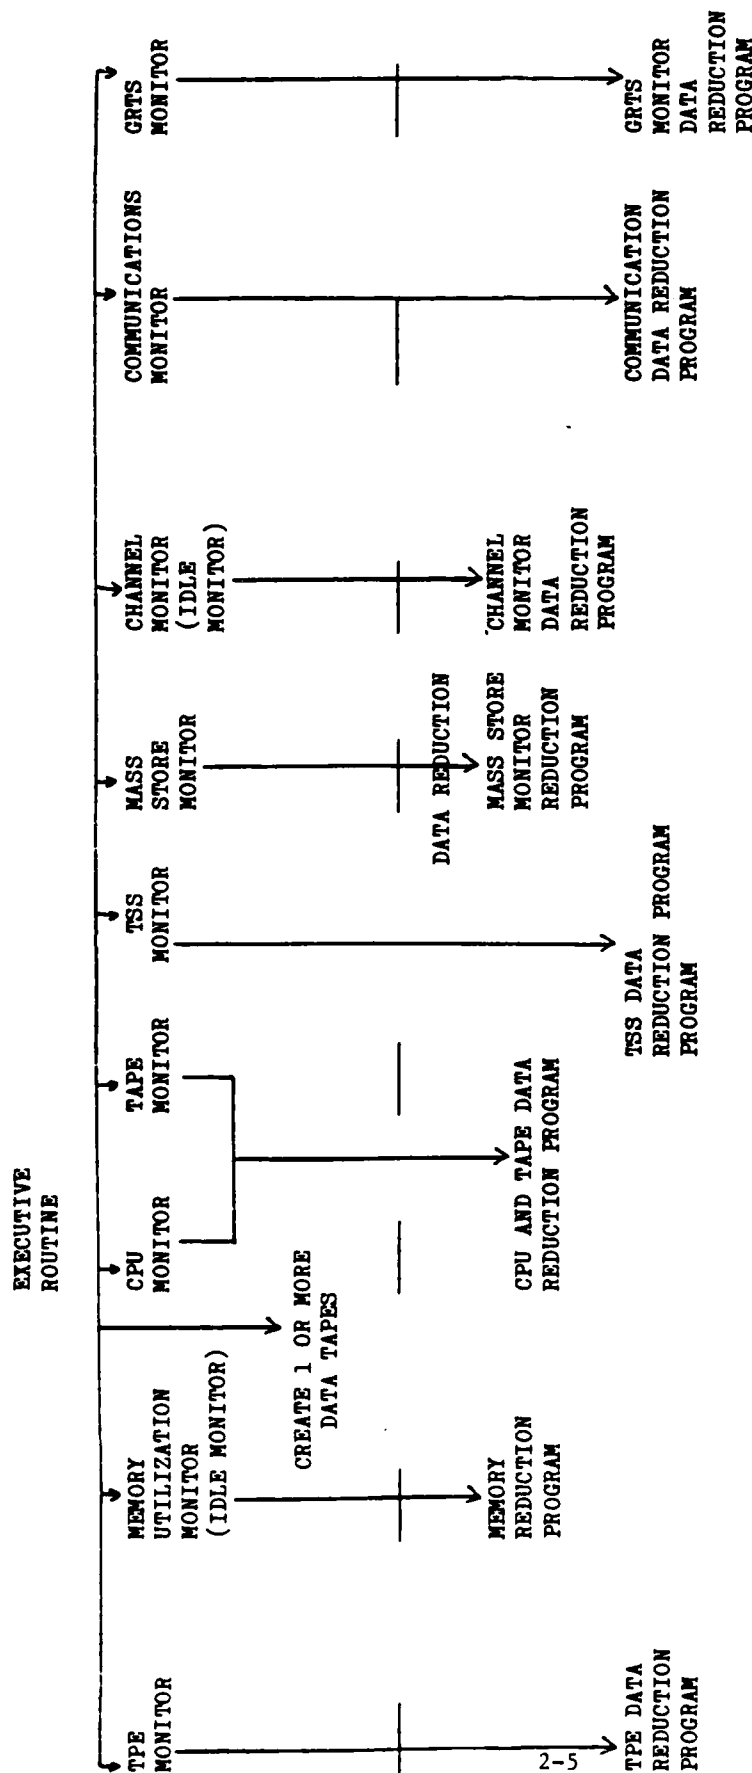 EXECUTIVE
ROUTINE
TPE
MONITOR
MEMORY
UTILIZATION
MONITOR
(IDLE MONITOR)
CPU
MONITOR
TAPE
MONITOR
TSS
MONITOR
MASS
STORE
MONITOR
CHANNEL
MONITOR
(IDLE
MONITOR)
COMMUNICATIONS
MONITOR
GRTS
MONITOR
CREATE 1 OR MORE
DATA TAPES
DATA REDUCTION
MEMORY
REDUCTION
PROGRAM
CPU AND TAPE DATA
REDUCTION PROGRAM
MASS STORE
MONITOR
REDUCTION
PROGRAM
CHANNEL
MONITOR
DATA
REDUCTION
PROGRAM
TPE DATA
REDUCTION
PROGRAM
TSS DATA
REDUCTION PROGRAM
PROGRAM
COMMUNICATION
DATA REDUCTION
PROGRAM
GRTS
MONITOR
DATA
REDUCTION
PROGRAM
2-5